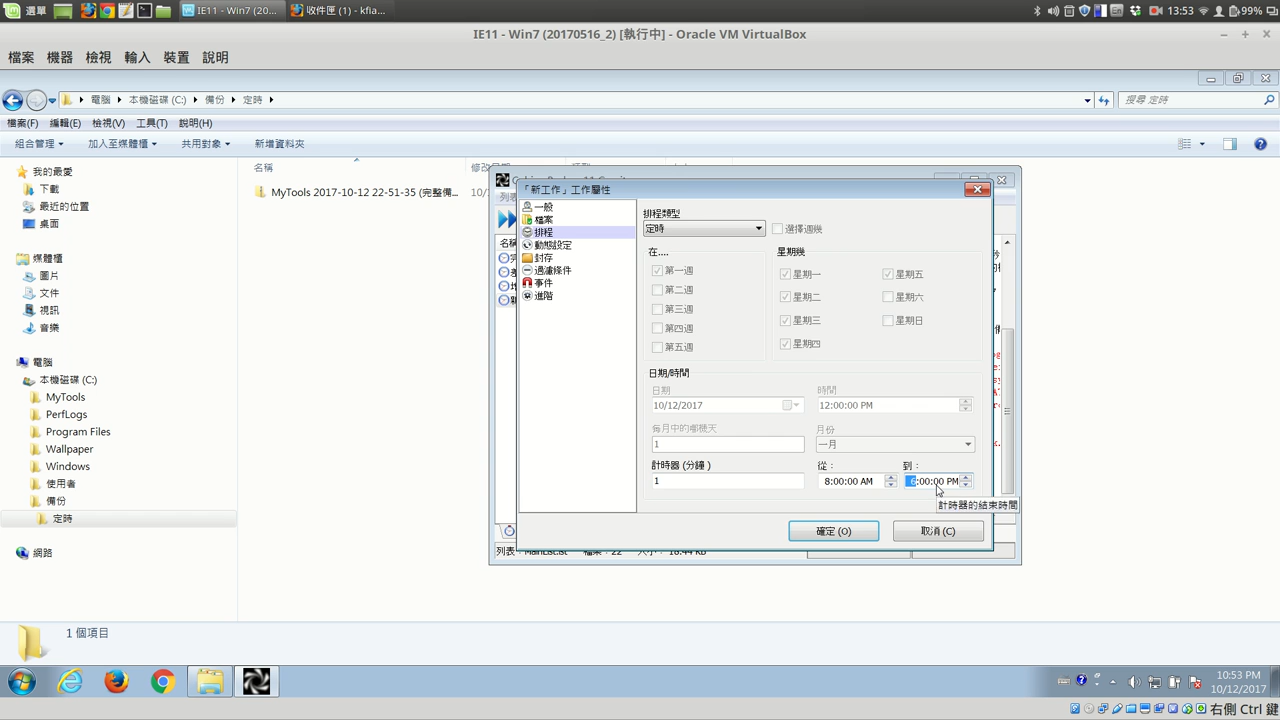 選單
IE11 - Win7 (20...
收件匣 (1) - kfia...
En
13:53
99%
IE11 - Win7 (20170516_2) [執行中] - Oracle VM VirtualBox
檔案 機器 檢視 輸入 裝置 說明
電腦 本機磁碟 (C:) 備份 定時
搜尋 定時
檔案(F) 編輯(E) 檢視(V) 工具(T) 說明(H)
組合管理 加入至媒體櫃 共用對象 新增資料夾
我的最愛
下載
最近的位置
桌面
媒體櫃
圖片
文件
視訊
音樂
電腦
本機磁碟 (C:)
MyTools
PerfLogs
Program Files
Wallpaper
Windows
使用者
備份
定時
網路
名稱
MyTools 2017-10-12 22-51-35 (完整備...
「新工作」工作屬性
一般
檔案
排程
動態設定
封存
過濾條件
事件
進階
排程類型
定時
選擇週幾
在....
第一週
第二週
第三週
第四週
第五週
星期幾
星期一
星期二
星期三
星期四
星期五
星期六
星期日
日期/時間
日期
10/12/2017
時間
12:00:00 PM
每月中的哪幾天
1
月份
一月
計時器 (分鐘)
1
從：
8:00:00 AM
到：
6:00:00 PM
計時器的結束時間
確定 (O)
取消 (C)
1 個項目
10:53 PM
10/12/2017
右側 Ctrl 鍵